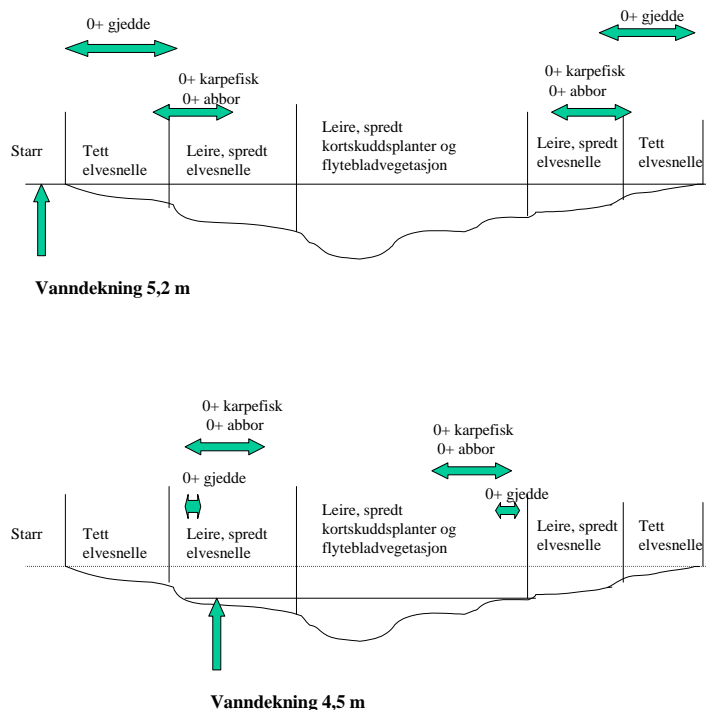 0+ gjedde
0+ gjedde
0+ karpefisk
0+ abbor
0+ karpefisk
0+ abbor
Starr
Tett
elvesnelle
Leire, spredt
elvesnelle
Leire, spredt
kortskuddsplanter og
flytebladvegetasjon
Leire, spredt
elvesnelle
Tett
elvesnelle
Vanndekning 5,2 m
0+ karpefisk
0+ abbor
0+ karpefisk
0+ abbor
0+ gjedde
0+ gjedde
Starr
Tett
elvesnelle
Leire, spredt
elvesnelle
Leire, spredt
kortskuddsplanter og
flytebladvegetasjon
Leire, spredt
elvesnelle
Tett
elvesnelle
Vanndekning 4,5 m